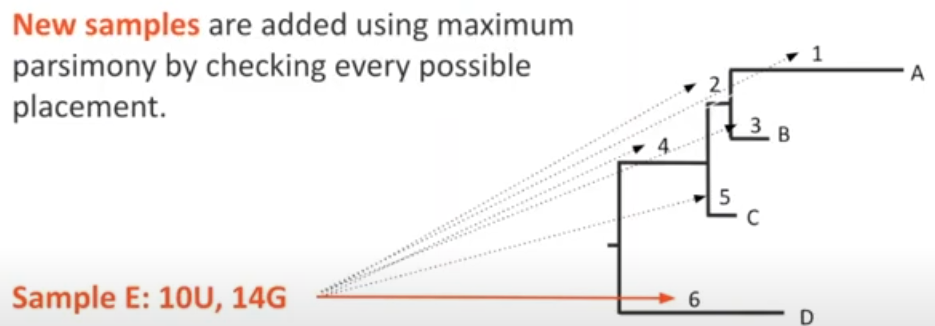 New samples are added using maximum
parsimony by checking every possible
placement.
1
A
2
3
B
4
5
C
Sample E: 10U, 14G
6
D